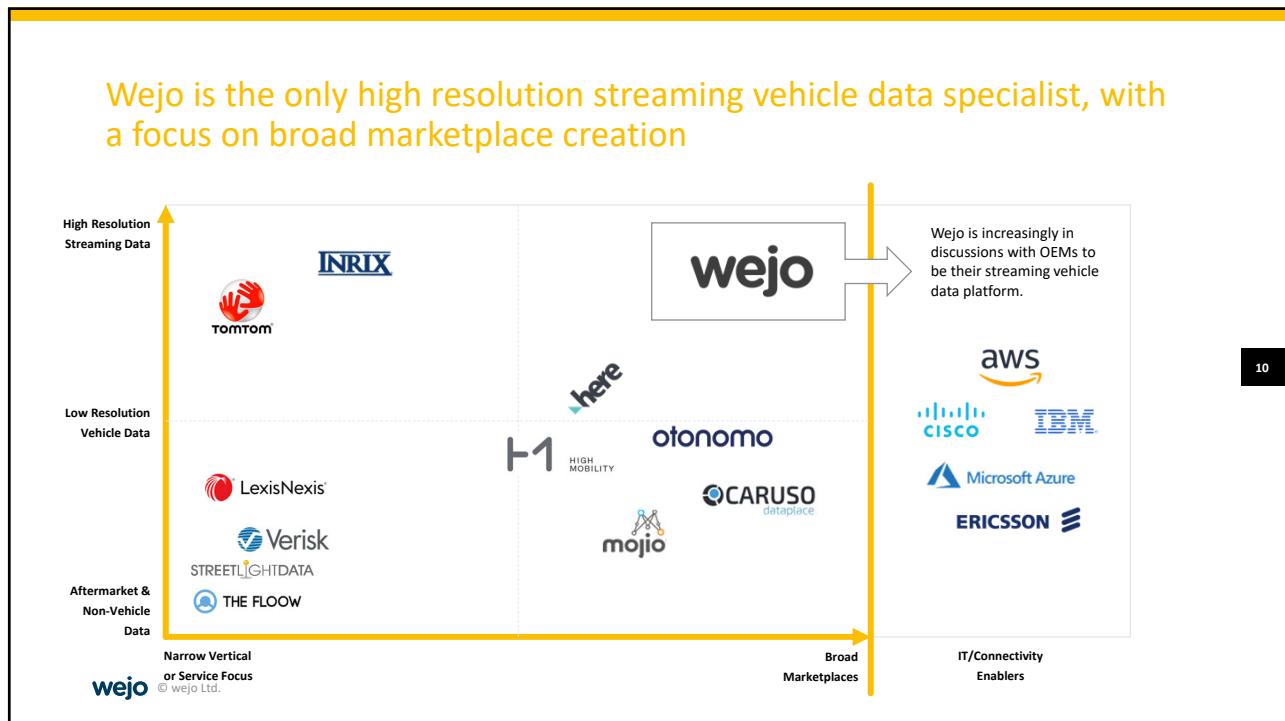 Wejo is the only high resolution streaming vehicle data specialist, with
a focus on broad marketplace creation
High Resolution
Streaming Data
INRIX
TOMTOM
wejo
Wejo is increasingly in
discussions with OEMs to
be their streaming vehicle
data platform.
here
aws
10
Low Resolution
Vehicle Data
otonomo
CISCO
IBM
HIGH
MOBILITY
LexisNexis®
CARUSO
dataplace
Microsoft Azure
Verisk
mojio
ERICSSON
STREETLIGHTDATA
THE FLOOW
Aftermarket &
Non-Vehicle
Data
Narrow Vertical
or Service Focus
Broad
Marketplaces
IT/Connectivity
Enablers
wejo © wejo Ltd.